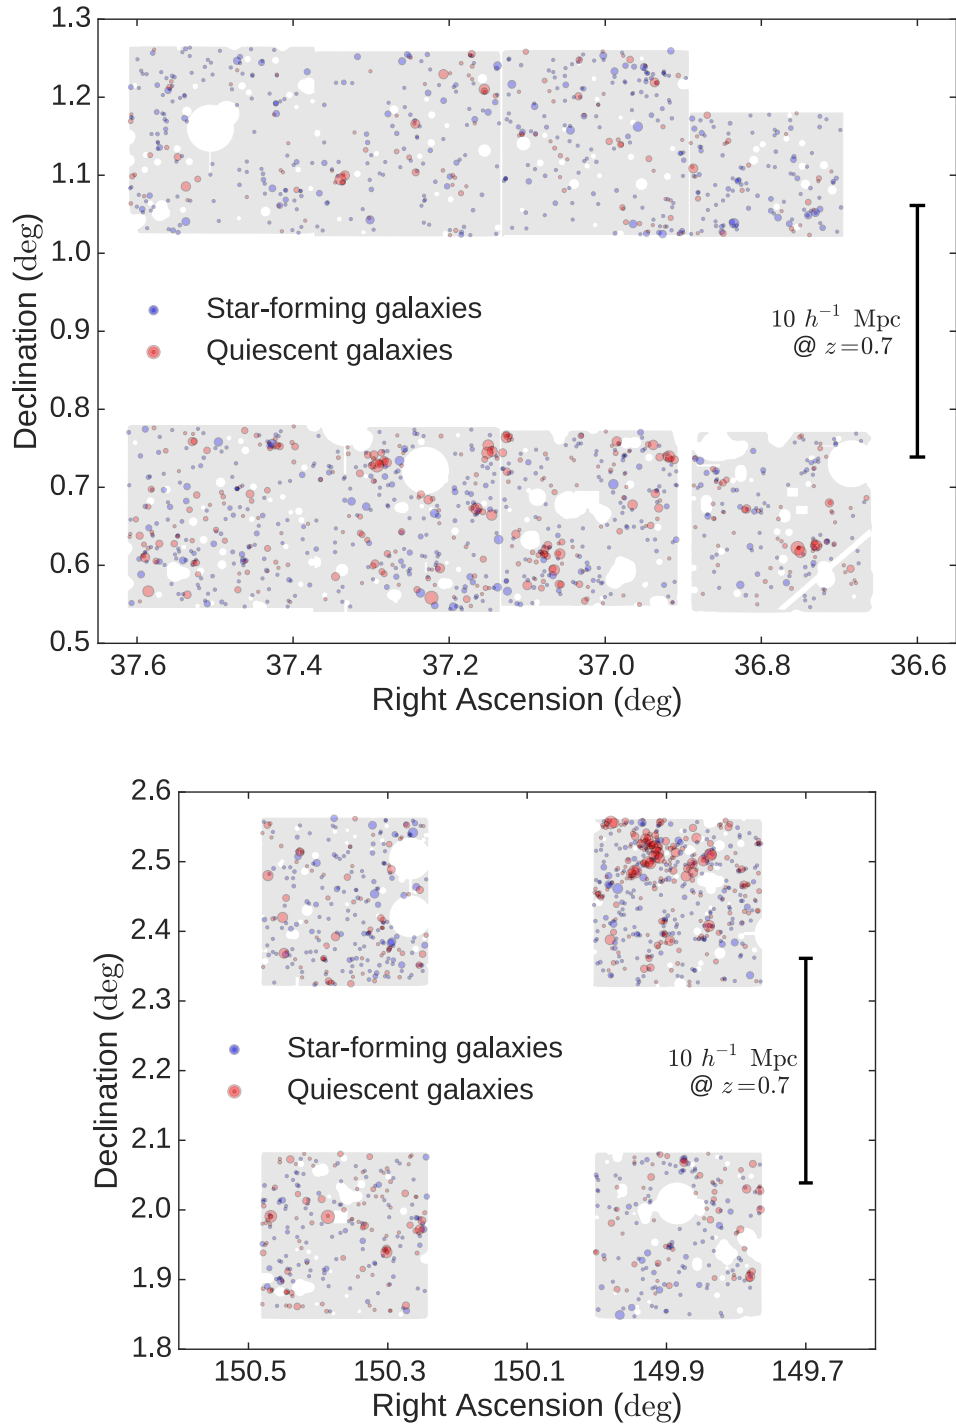 1.3
1.2
1.1
1.0
0.9
0.8
0.7
0.6
0.5
Declination (deg)
Star-forming galaxies
Quiescent galaxies
10 h⁻¹ Mpc
@ z=0.7
37.6 37.4 37.2 37.0 36.8 36.6
Right Ascension (deg)
2.6
2.5
2.4
2.3
2.2
2.1
2.0
1.9
1.8
Declination (deg)
Star-forming galaxies
Quiescent galaxies
10 h⁻¹ Mpc
@ z=0.7
150.5 150.3 150.1 149.9 149.7
Right Ascension (deg)